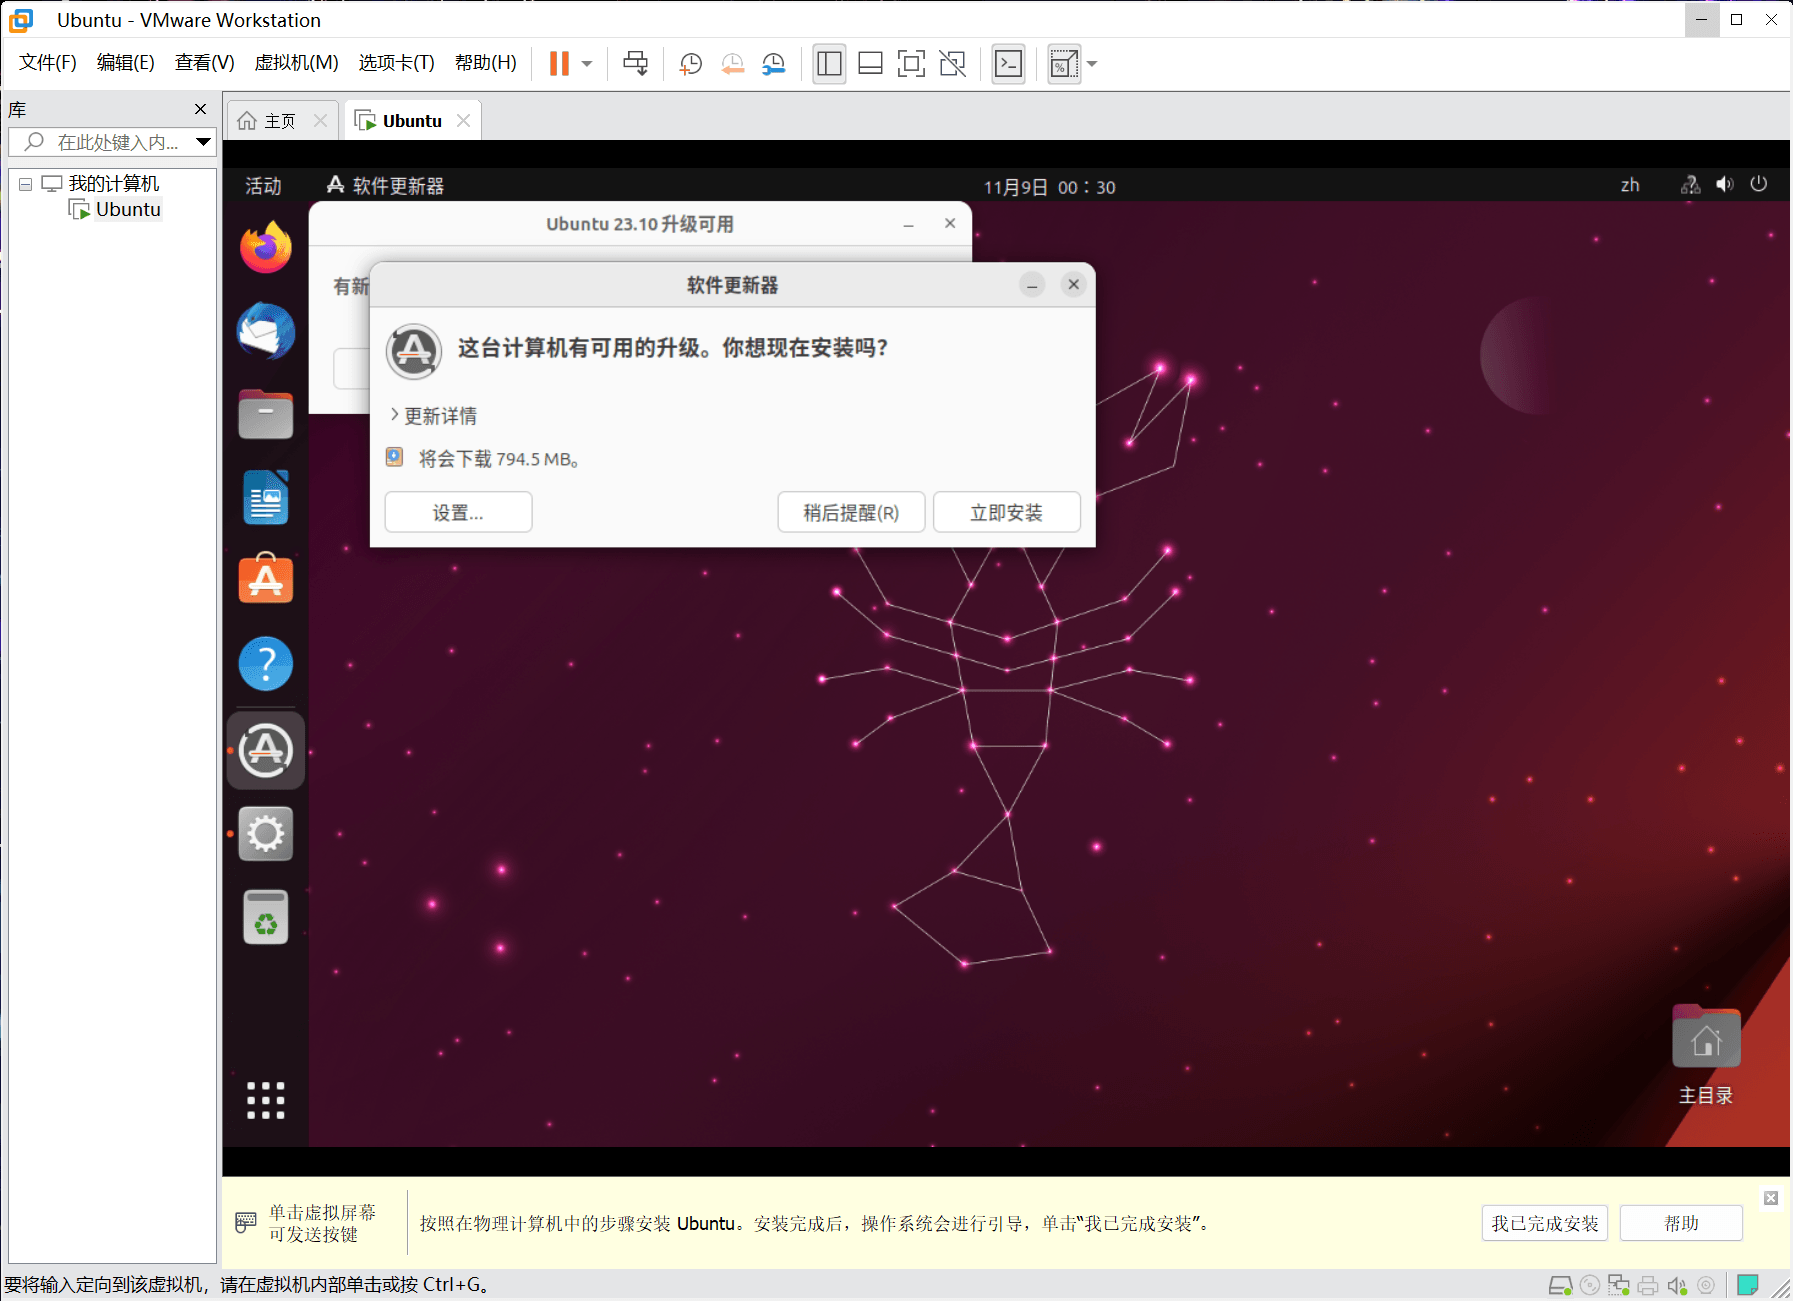 Ubuntu - VMware Workstation
文件(F) 编辑(E) 查看(V) 虚拟机(M) 选项卡(T) 帮助(H)
库
在此处键入内...
我的计算机
Ubuntu
主页
Ubuntu
活动 软件更新器 11月9日 00：30 zh
Ubuntu 23.10 升级可用
有新
软件更新器
这台计算机有可用的升级。你想现在安装吗？
更新详情
将会下载 794.5 MB。
设置... 稍后提醒(R) 立即安装
主目录
单击虚拟屏幕
可发送按键
按照在物理计算机中的步骤安装 Ubuntu。安装完成后，操作系统会进行引导，单击“我已完成安装”。
我已完成安装 帮助
要将输入定向到该虚拟机，请在虚拟机内部单击或按 Ctrl+G。